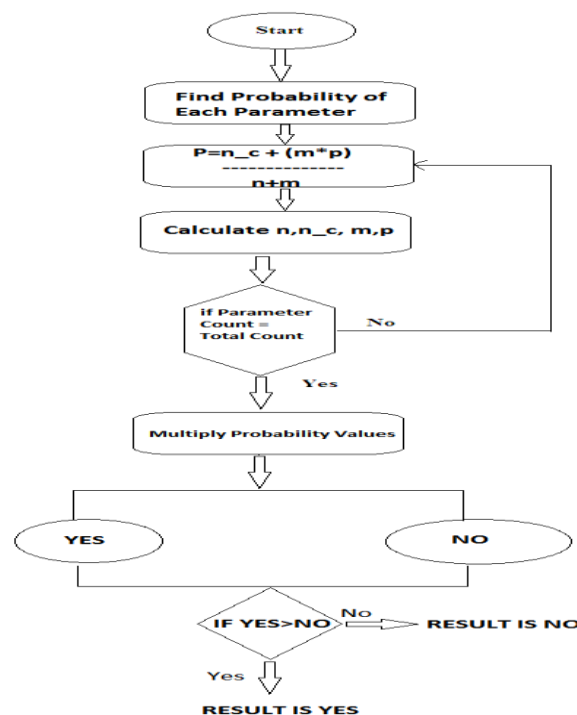 Start
Find Probability of
Each Parameter
P=n_c + (m*p)
--------------
n+m
Calculate n,n_c, m,p
if Parameter
Count =
Total Count
No
Yes
Multiply Probability Values
YES
NO
IF YES>NO
No
RESULT IS NO
Yes
RESULT IS YES